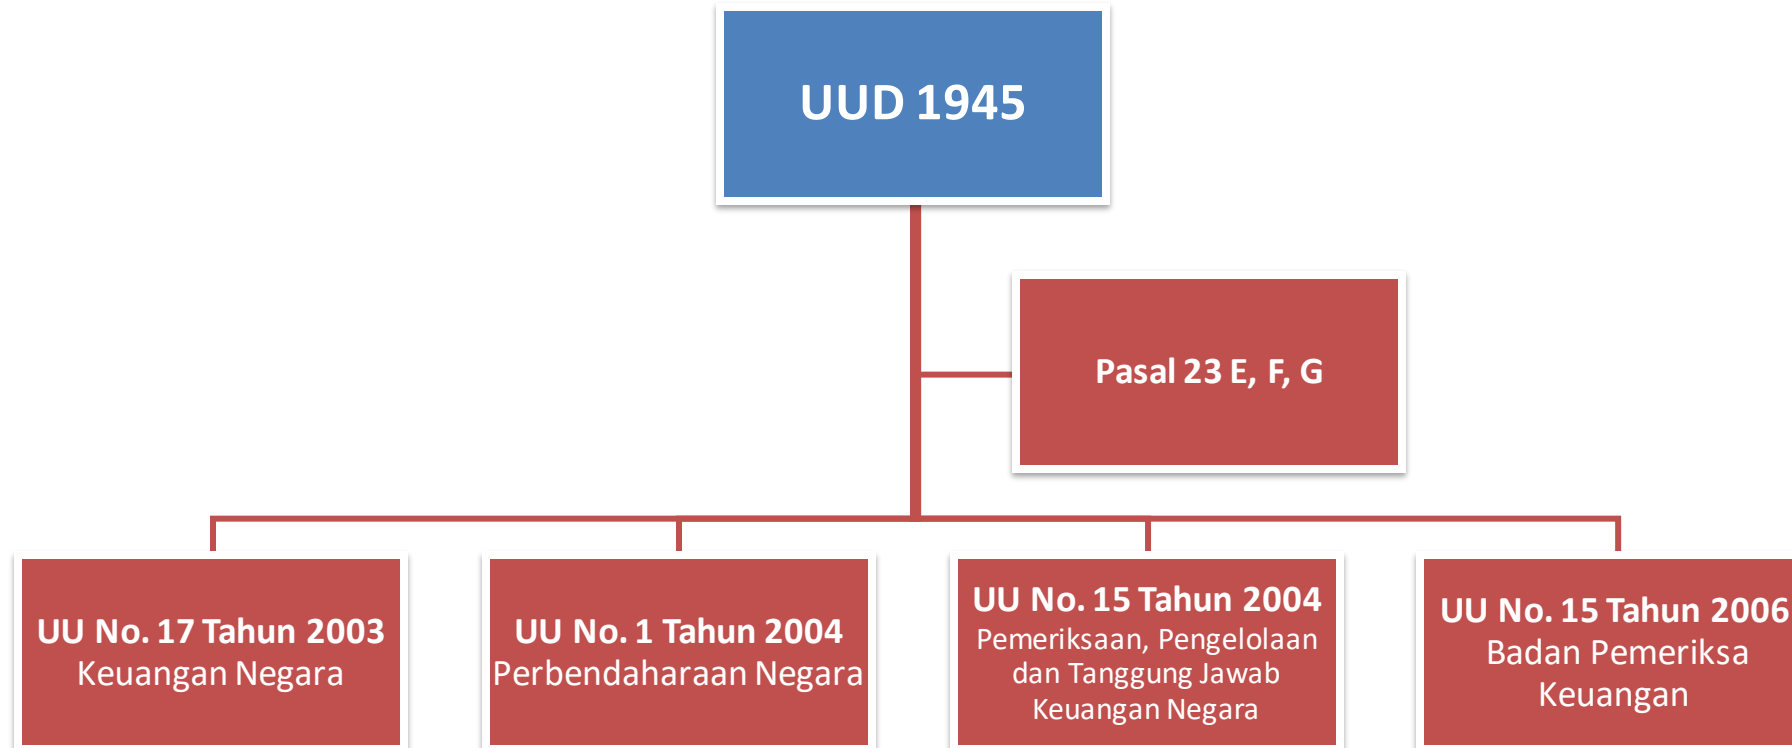 UUD 1945
Pasal 23 E, F, G
UU No. 17 Tahun 2003
Keuangan Negara
UU No. 1 Tahun 2004
Perbendaharaan Negara
UU No. 15 Tahun 2004
Pemeriksaan, Pengelolaan
dan Tanggung Jawab
Keuangan Negara
UU No. 15 Tahun 2006
Badan Pemeriksa
Keuangan